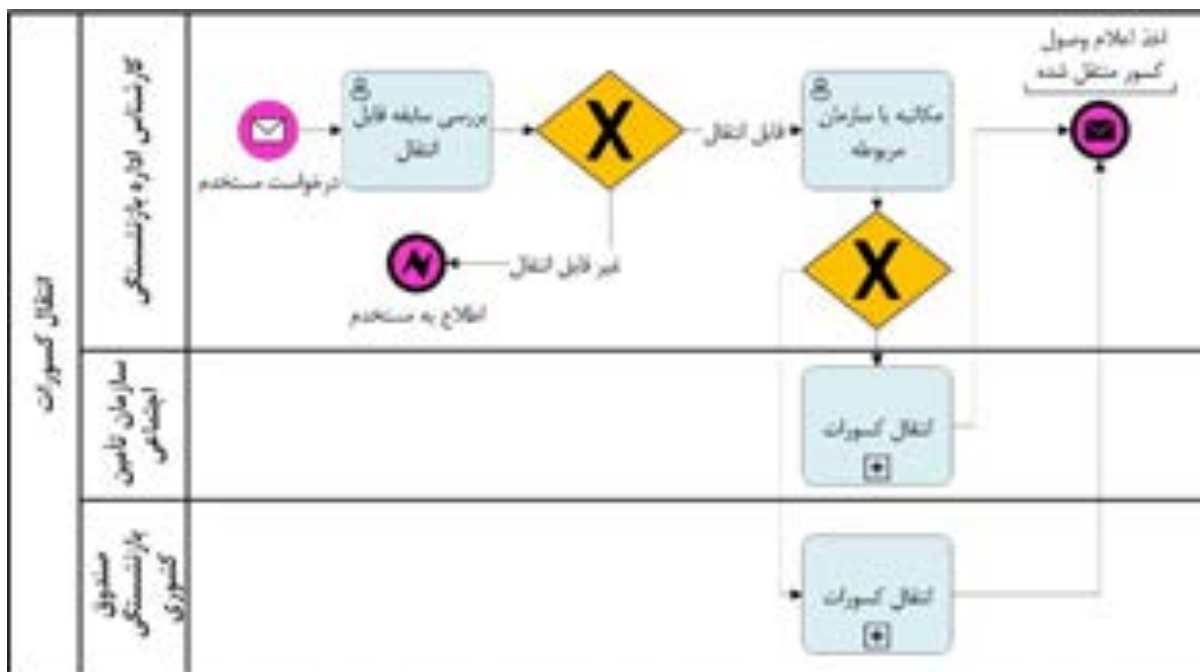 انتقال کسورات
کارشناس اداره بازنشستگی
درخواست مستخدم
بررسی سابقه قابل
انتقال
قابل انتقال
غیر قابل انتقال
اطلاع به مستخدم
مکاتبه با سازمان
مربوطه
اخذ اعلام وصول
کسور منتقل شده
سازمان تأمین
اجتماعی
انتقال کسورات
صندوق
بازنشستگی
کشوری
انتقال کسورات